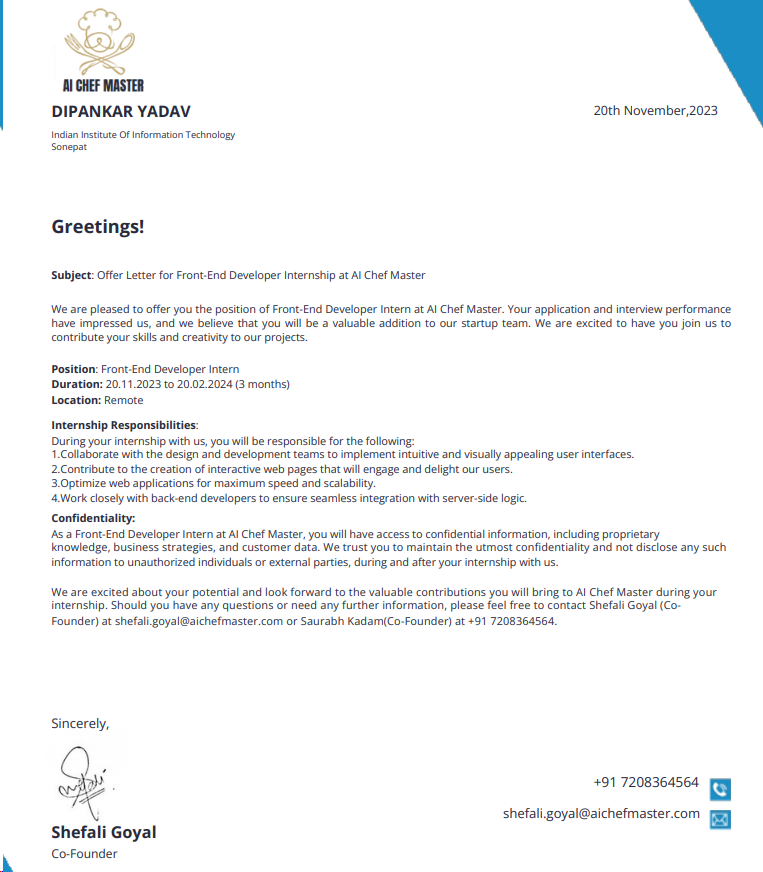 AI CHEF MASTER
DIPANKAR YADAV
20th November,2023
Indian Institute Of Information Technology
Sonepat
Greetings!
Subject: Offer Letter for Front-End Developer Internship at AI Chef Master
We are pleased to offer you the position of Front-End Developer Intern at AI Chef Master. Your application and interview performance
have impressed us, and we believe that you will be a valuable addition to our startup team. We are excited to have you join us to
contribute your skills and creativity to our projects.
Position: Front-End Developer Intern
Duration: 20.11.2023 to 20.02.2024 (3 months)
Location: Remote
Internship Responsibilities:
During your internship with us, you will be responsible for the following:
1.Collaborate with the design and development teams to implement intuitive and visually appealing user interfaces.
2.Contribute to the creation of interactive web pages that will engage and delight our users.
3.Optimize web applications for maximum speed and scalability.
4.Work closely with back-end developers to ensure seamless integration with server-side logic.
Confidentiality:
As a Front-End Developer Intern at AI Chef Master, you will have access to confidential information, including proprietary
knowledge, business strategies, and customer data. We trust you to maintain the utmost confidentiality and not disclose any such
information to unauthorized individuals or external parties, during and after your internship with us.
We are excited about your potential and look forward to the valuable contributions you will bring to AI Chef Master during your
internship. Should you have any questions or need any further information, please feel free to contact Shefali Goyal (Co-
Founder) at shefali.goyal@aichefmaster.com or Saurabh Kadam(Co-Founder) at +91 7208364564.
Sincerely,
Shefali Goyal
Co-Founder
+91 7208364564
shefali.goyal@aichefmaster.com